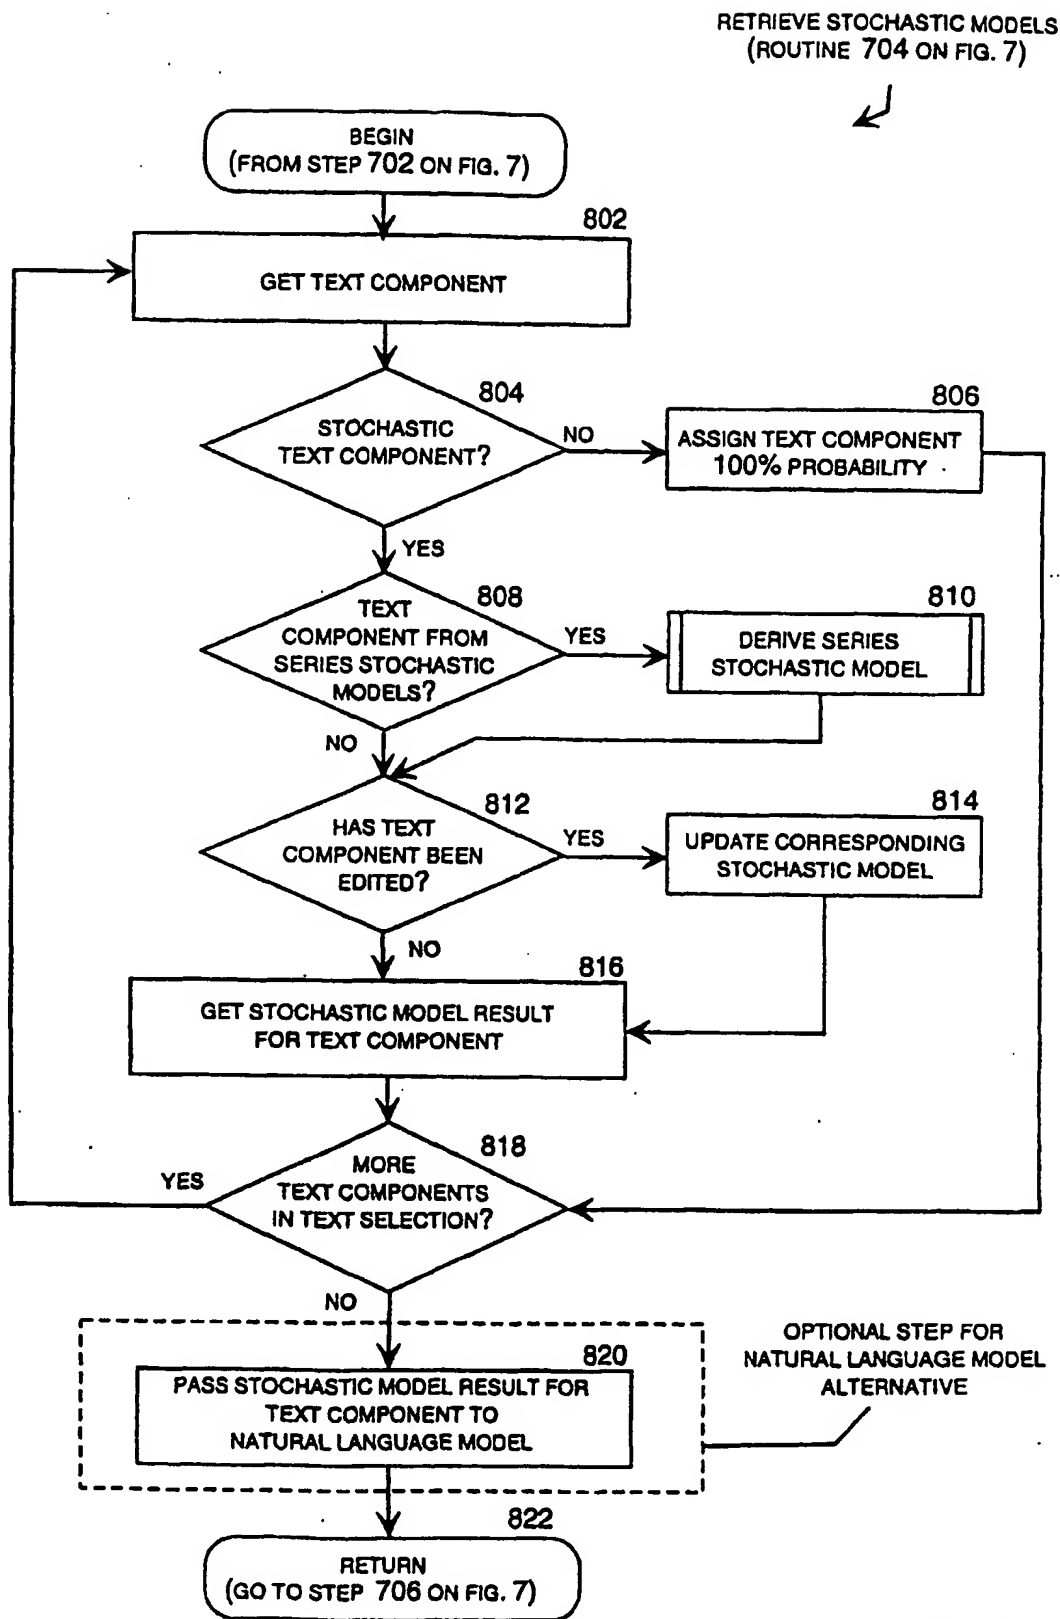 RETRIEVE STOCHASTIC MODELS
(ROUTINE 704 ON FIG. 7)
BEGIN
(FROM STEP 702 ON FIG. 7)
802
GET TEXT COMPONENT
804
STOCHASTIC
TEXT COMPONENT?
NO
806
ASSIGN TEXT COMPONENT
100% PROBABILITY
YES
808
TEXT
COMPONENT FROM
SERIES STOCHASTIC
MODELS?
YES
810
DERIVE SERIES
STOCHASTIC MODEL
NO
812
HAS TEXT
COMPONENT BEEN
EDITED?
YES
814
UPDATE CORRESPONDING
STOCHASTIC MODEL
NO
816
GET STOCHASTIC MODEL RESULT
FOR TEXT COMPONENT
818
MORE
TEXT COMPONENTS
IN TEXT SELECTION?
YES
NO
820
PASS STOCHASTIC MODEL RESULT FOR
TEXT COMPONENT TO
NATURAL LANGUAGE MODEL
OPTIONAL STEP FOR
NATURAL LANGUAGE MODEL
ALTERNATIVE
822
RETURN
(GO TO STEP 706 ON FIG. 7)